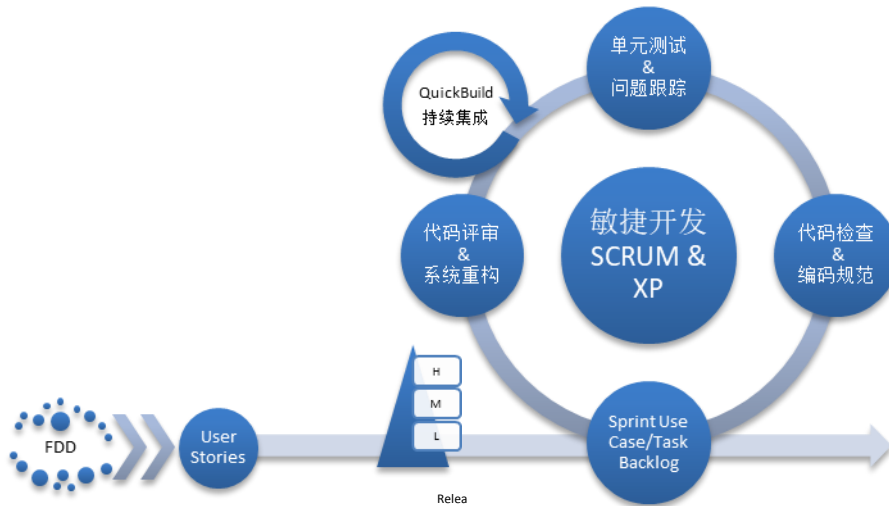 单元测试
&
问题跟踪
QuickBuild
持续集成
敏捷开发
SCRUM &
XP
代码评审
&
系统重构
代码检查
&
编码规范
H
M
L
FDD
User
Stories
Sprint Use
Case/Task
Backlog
Relea